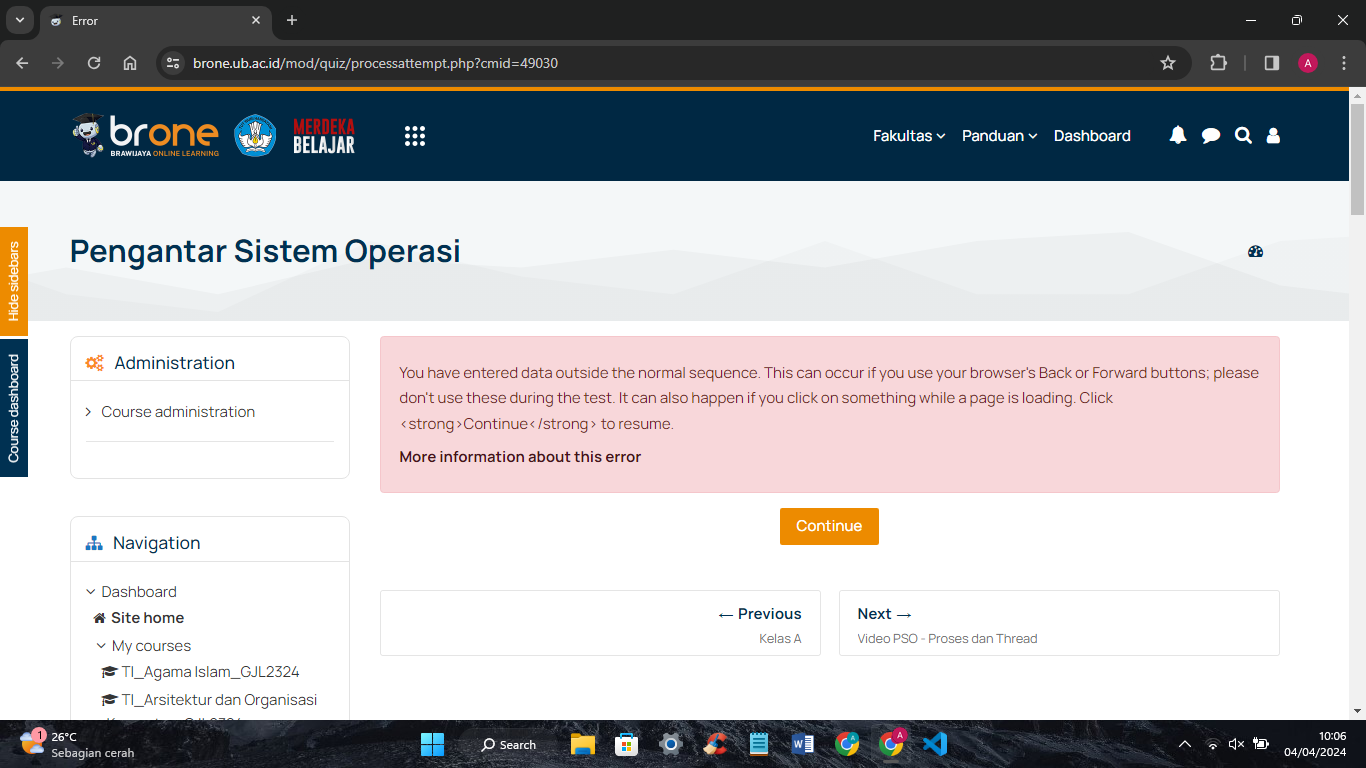 Error
brone.ub.ac.id/mod/quiz/processattempt.php?cmid=49030
A
brone
BRAWIJAYA ONLINE LEARNING
MERDEKA
BELAJAR
Fakultas
Panduan
Dashboard
Pengantar Sistem Operasi
Hide sidebars
Course dashboard
Administration
Course administration
You have entered data outside the normal sequence. This can occur if you use your browser's Back or Forward buttons; please
don't use these during the test. It can also happen if you click on something while a page is loading. Click
<strong>Continue</strong> to resume.
More information about this error
Continue
← Previous
Kelas A
Next →
Video PSO - Proses dan Thread
Navigation
Dashboard
Site home
My courses
TI_Agama Islam_GJL2324
TI_Arsitektur dan Organisasi
1
26°C
Sebagian cerah
Search
A
A
10:06
04/04/2024